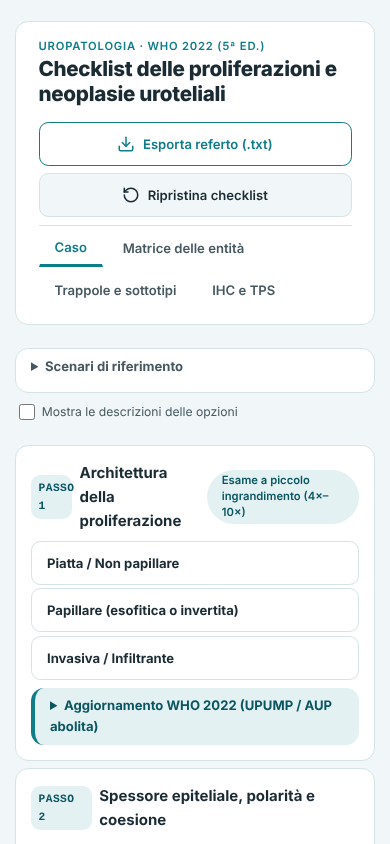 UROPATOLOGIA · WHO 2022 (5ª ED.)
Checklist delle proliferazioni e
neoplasie uroteliali
Esporta referto (.txt)
Ripristina checklist
Caso
Matrice delle entità
Trappole e sottotipi
IHC e TPS
Scenari di riferimento
Mostra le descrizioni delle opzioni
PASSO
1
Architettura
della
proliferazione
Esame a piccolo
ingrandimento (4×–
10×)
Piatta / Non papillare
Papillare (esofitica o invertita)
Invasiva / Infiltrante
Aggiornamento WHO 2022 (UPUMP / AUP
abolita)
PASSO
2
Spessore epiteliale, polarità e
coesione